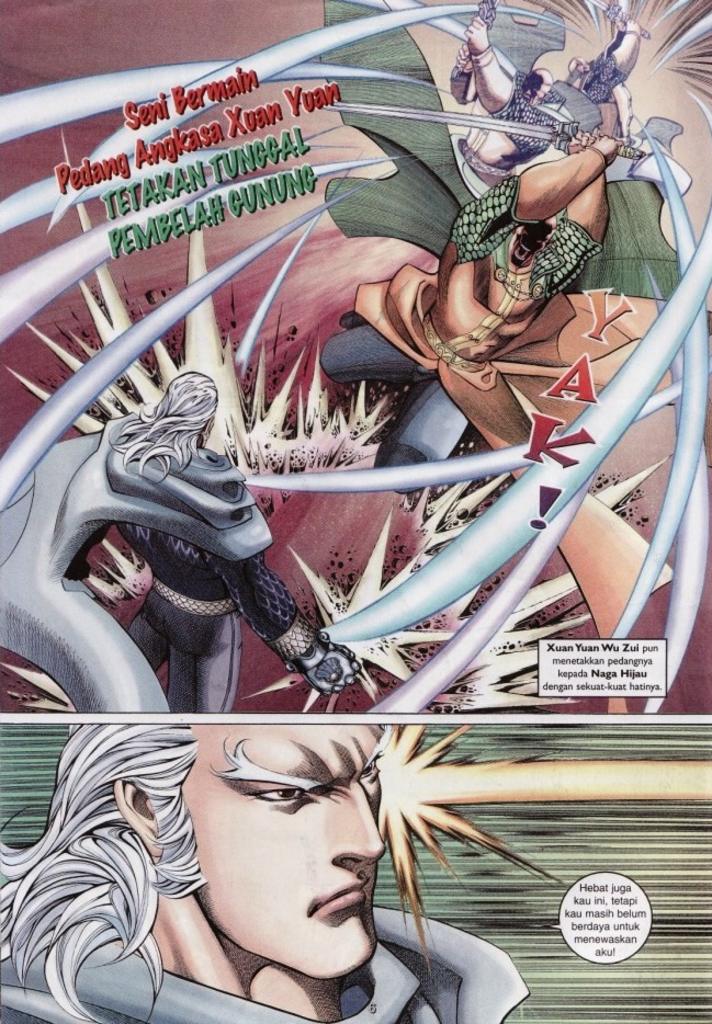 Seni Bermain
Pedang Angkasa Xuan Yuan
TETAKAN TUNGGAL
PEMBELAH GUNUNG
YAK!
Xuan Yuan Wu Zui pun
menetakkan pedangnya
kepada Naga Hijau
dengan sekuat-kuat hatinya.
Hebat juga
kau ini, tetapi
kau masih belum
berdaya untuk
menewaskan
aku!
6